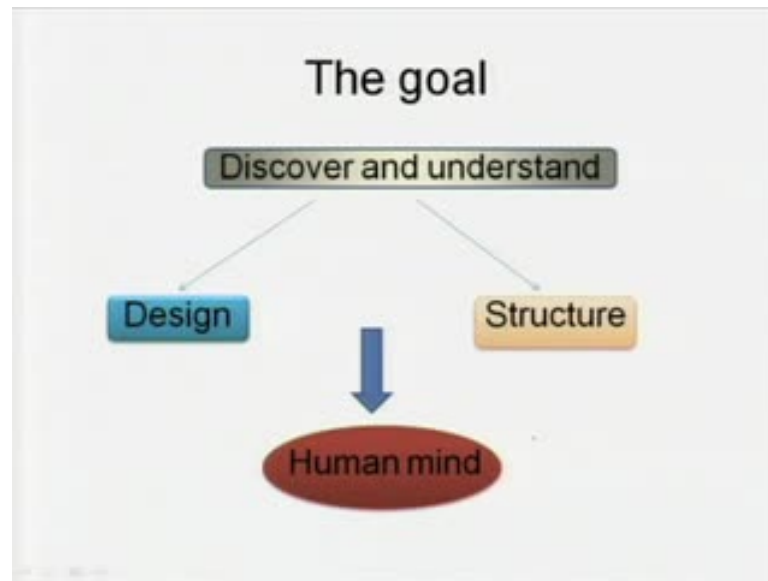 The goal
Discover and understand
Design
Structure
Human mind